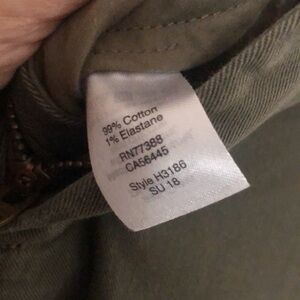 99% Cotton
1% Elastane
RN77388
CA56445
Style H3186
SU 18